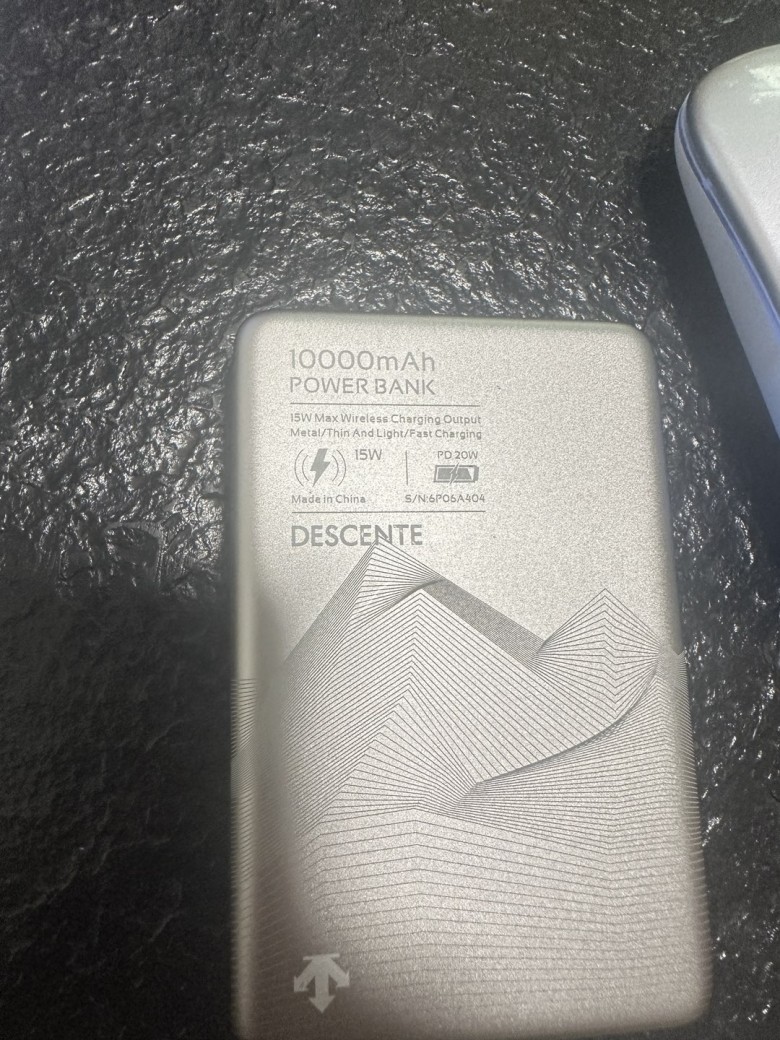 10000mAh
POWER BANK
15W Max Wireless Charging Output
Metal/Thin And Light/Fast Charging
15W
PD 20W
Made in China
S/N:6P06A404
DESCENTE